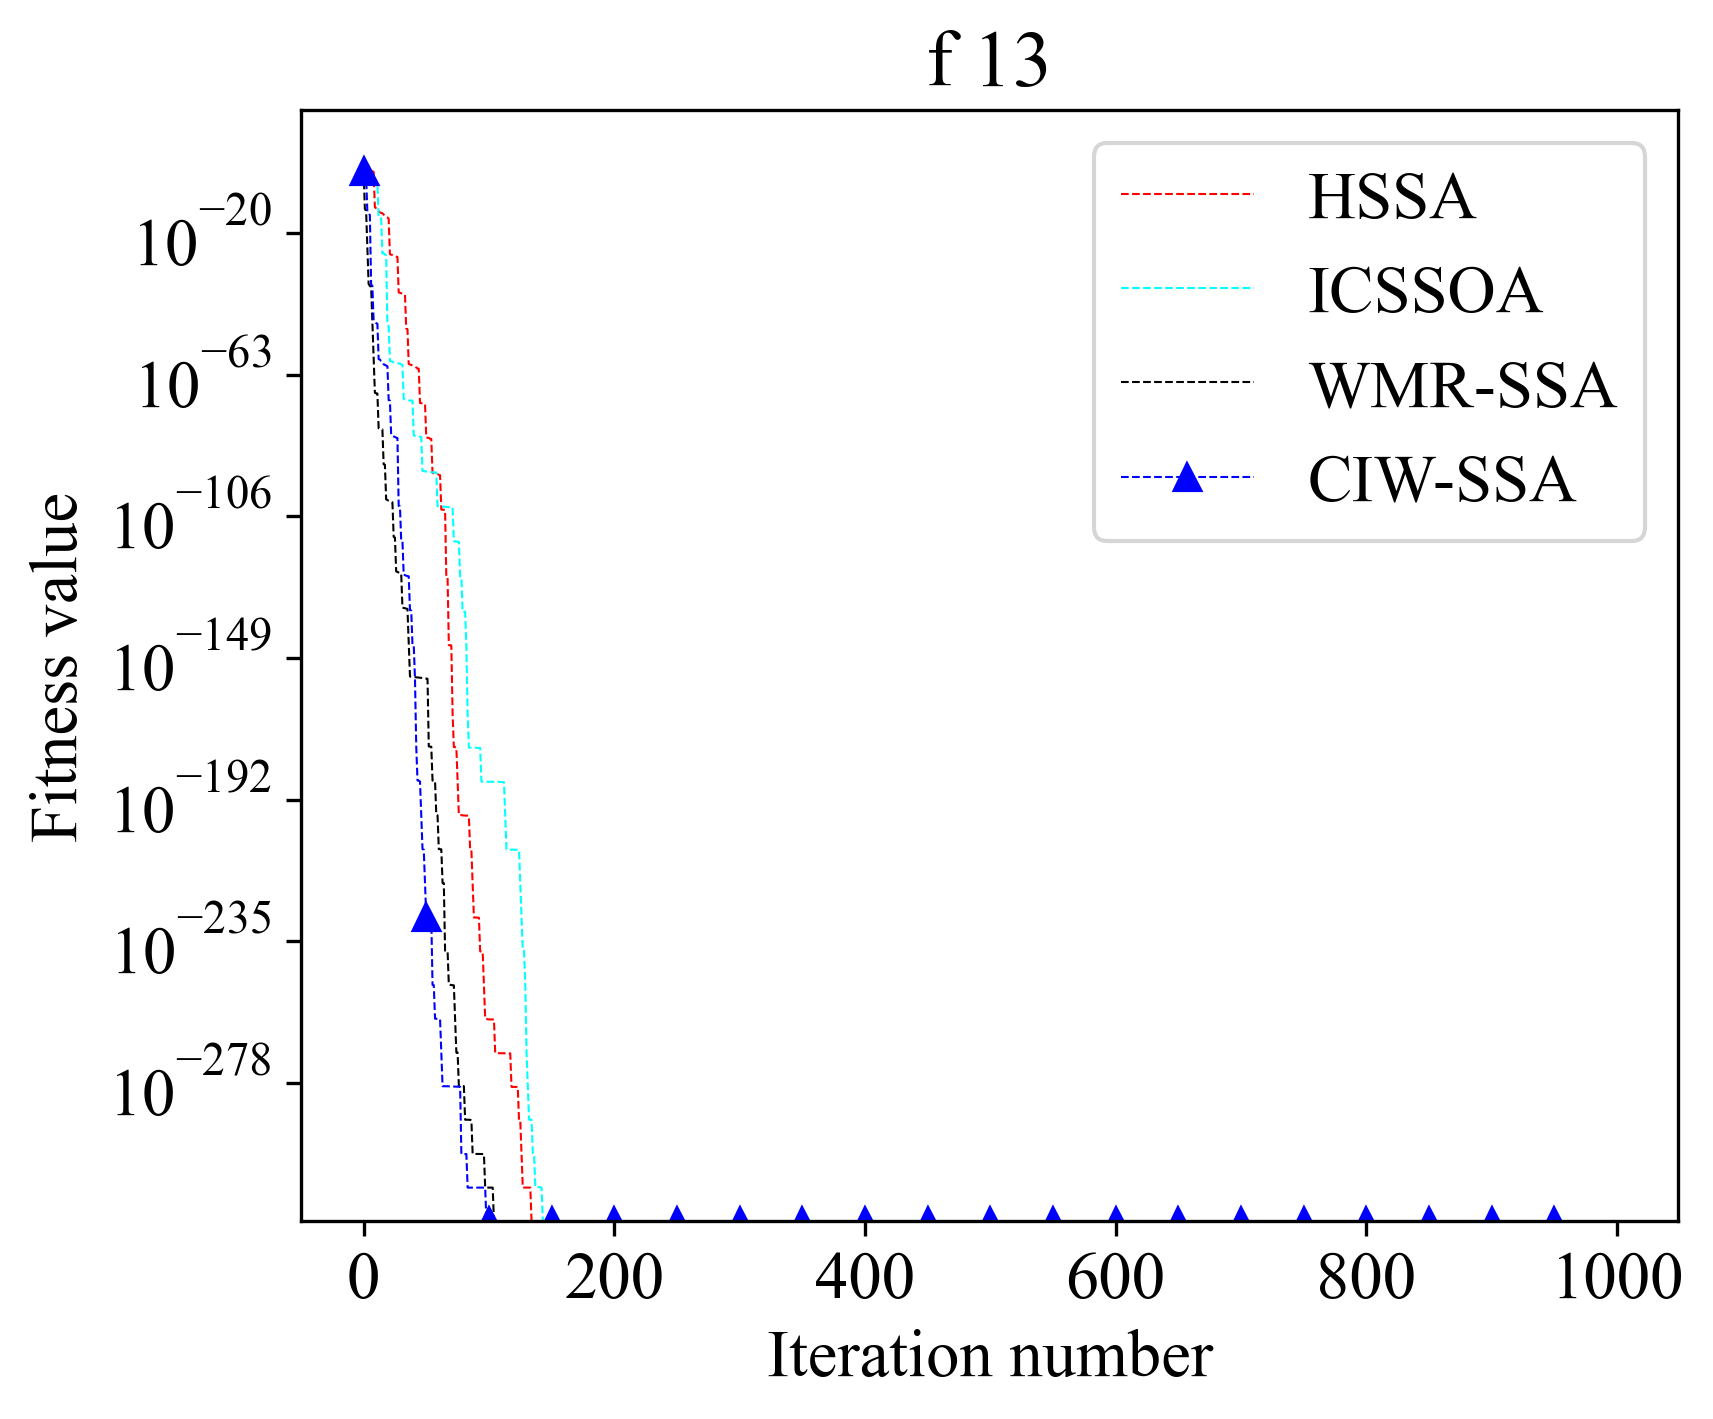 f 13
HSSA
ICSSOA
WMR-SSA
CIW-SSA
Fitness value
10⁻²⁰
10⁻⁶³
10⁻¹⁰⁶
10⁻¹⁴⁹
10⁻¹⁹²
10⁻²³⁵
10⁻²⁷⁸
0 200 400 600 800 1000
Iteration number